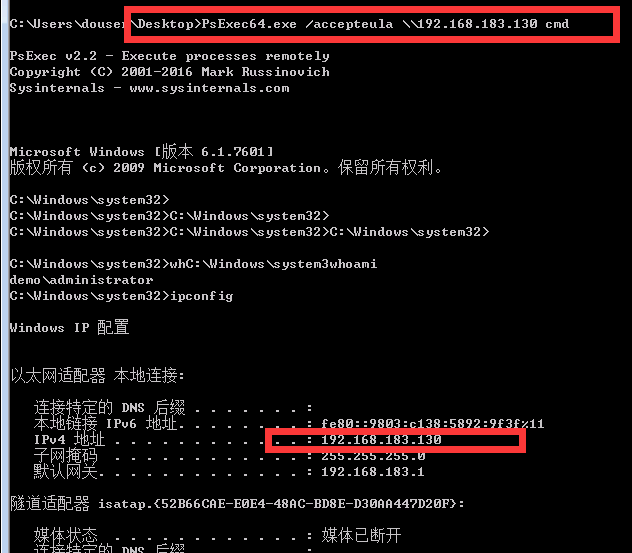 C:\Users\douser\Desktop>PsExec64.exe /accepteula \\192.168.183.130 cmd
PsExec v2.2 - Execute processes remotely
Copyright (C) 2001-2016 Mark Russinovich
Sysinternals - www.sysinternals.com
Microsoft Windows [版本 6.1.7601]
版权所有 (c) 2009 Microsoft Corporation。保留所有权利。
C:\Windows\system32>
C:\Windows\system32>C:\Windows\system32>
C:\Windows\system32>C:\Windows\system32>C:\Windows\system32>
C:\Windows\system32>whC:\Windows\system3whoami
demo\administrator
C:\Windows\system32>ipconfig
Windows IP 配置
以太网适配器 本地连接:
连接特定的 DNS 后缀 . . . . . . . :
本地链接 IPv6 地址. . . . . . . . : fe80::9803:c138:5892:9f3f%11
IPv4 地址 . . . . . . . . . . . . : 192.168.183.130
子网掩码 . . . . . . . . . . . . : 255.255.255.0
默认网关. . . . . . . . . . . . . : 192.168.183.1
隧道适配器 isatap.{52B66CAE-E0E4-48AC-BD8E-D30AA447D20F}:
媒体状态 . . . . . . . . . . . . : 媒体已断开
连接特定的 DNS 后缀 . . . . . . . :